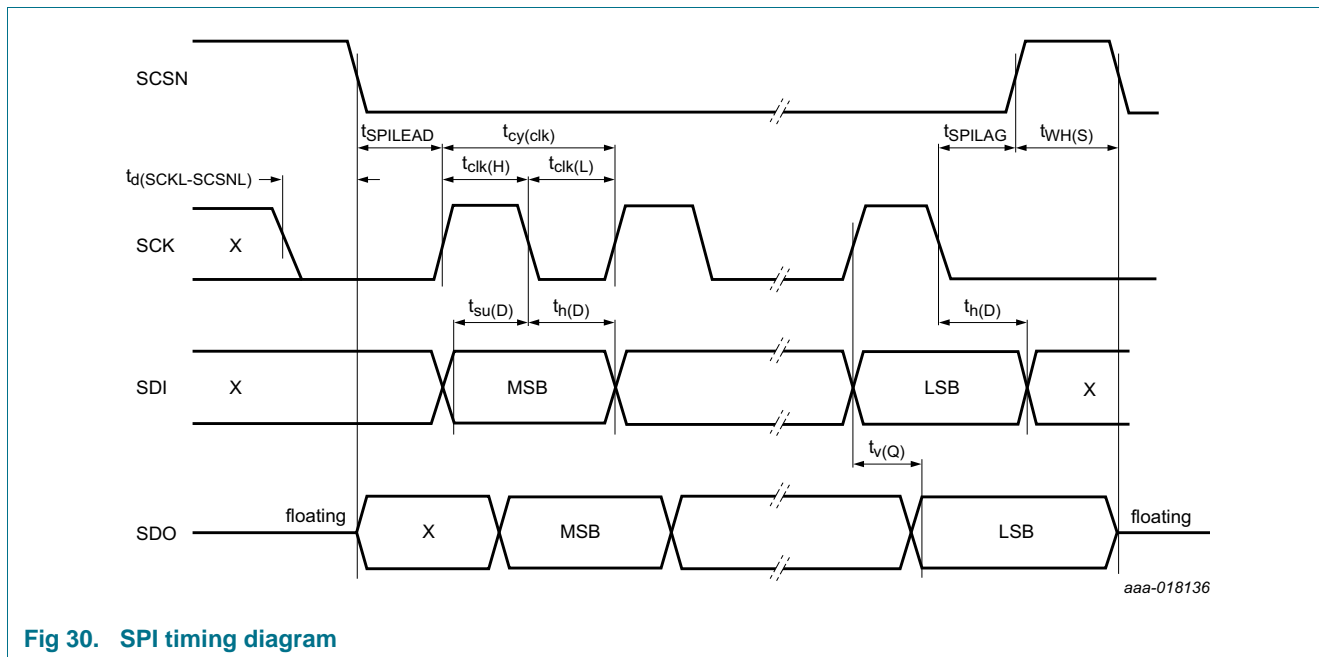 SCSN
tSPILEAD
tcy(clk)
tSPILAG
tWH(S)
td(SCKL-SCSNL)
tclk(H)
tclk(L)
SCK
X
tsu(D)
th(D)
th(D)
SDI
X
MSB
LSB
X
tv(Q)
SDO
floating
X
MSB
LSB
floating
aaa-018136
Fig 30. SPI timing diagram